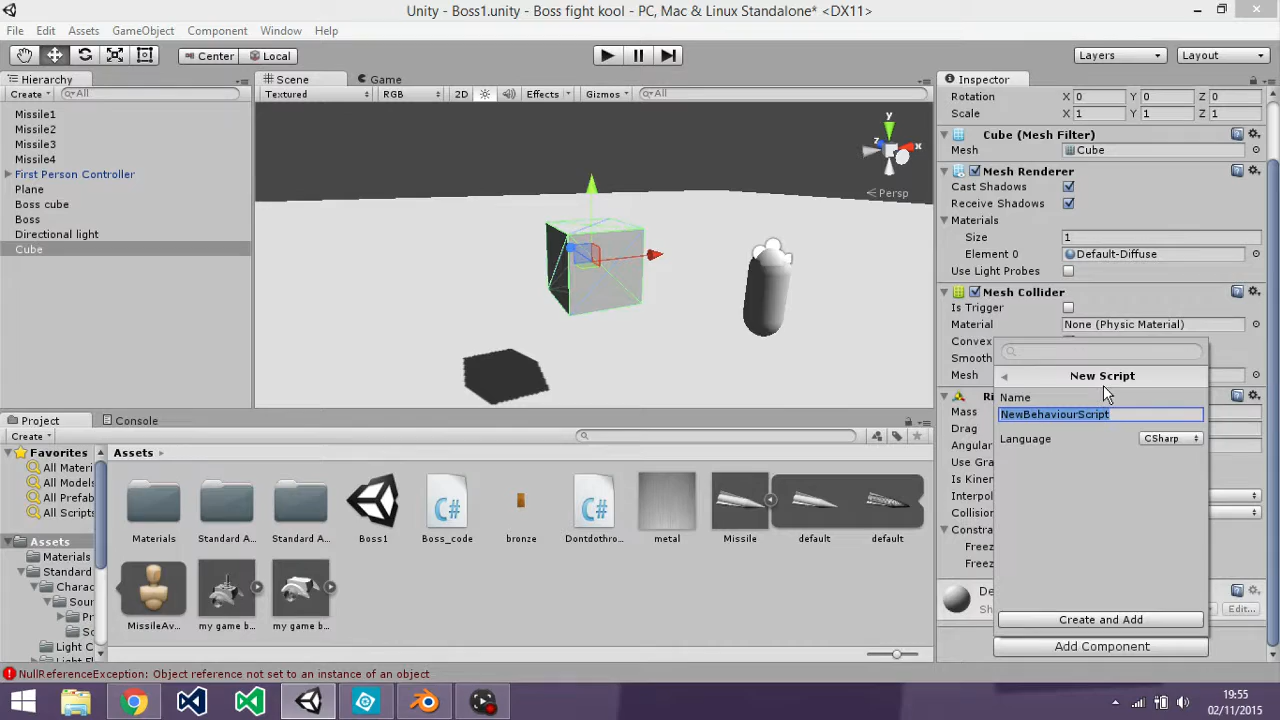 Unity - Boss1.unity - Boss fight kool - PC, Mac & Linux Standalone* <DX11>
File Edit Assets GameObject Component Window Help
Center Local Layers Layout
Hierarchy
Create All
Missile1
Missile2
Missile3
Missile4
First Person Controller
Plane
Boss cube
Boss
Directional light
Cube
Scene Game
Textured RGB 2D Effects Gizmos All
y
z x
Persp
Inspector
Rotation X 0 Y 0 Z 0
Scale X 1 Y 1 Z 1
Cube (Mesh Filter)
Mesh Cube
Mesh Renderer
Cast Shadows
Receive Shadows
Materials
Size 1
Element 0 Default-Diffuse
Use Light Probes
Mesh Collider
Is Trigger
Material None (Physic Material)
Convex
Smooth
Mesh
Ri
Mass
Drag
Angular
Use Gra
Is Kinem
Interpol
Collision
Constra
Freez
Freez
De
Sh
Edit...
New Script
Name
NewBehaviourScript
Language CSharp
Create and Add
Add Component
Project Console
Create
Favorites
All Materi
All Models
All Prefab
All Scripts
Assets
Materials
Standard
Charac
Sour
Pr
Sc
Light C
Light F
Assets
C# C#
Materials Standard A... Standard A... Boss1 Boss_code bronze Dontdothro... metal Missile default default
MissileAv... my game b... my game b...
NullReferenceException: Object reference not set to an instance of an object
19:55
02/11/2015